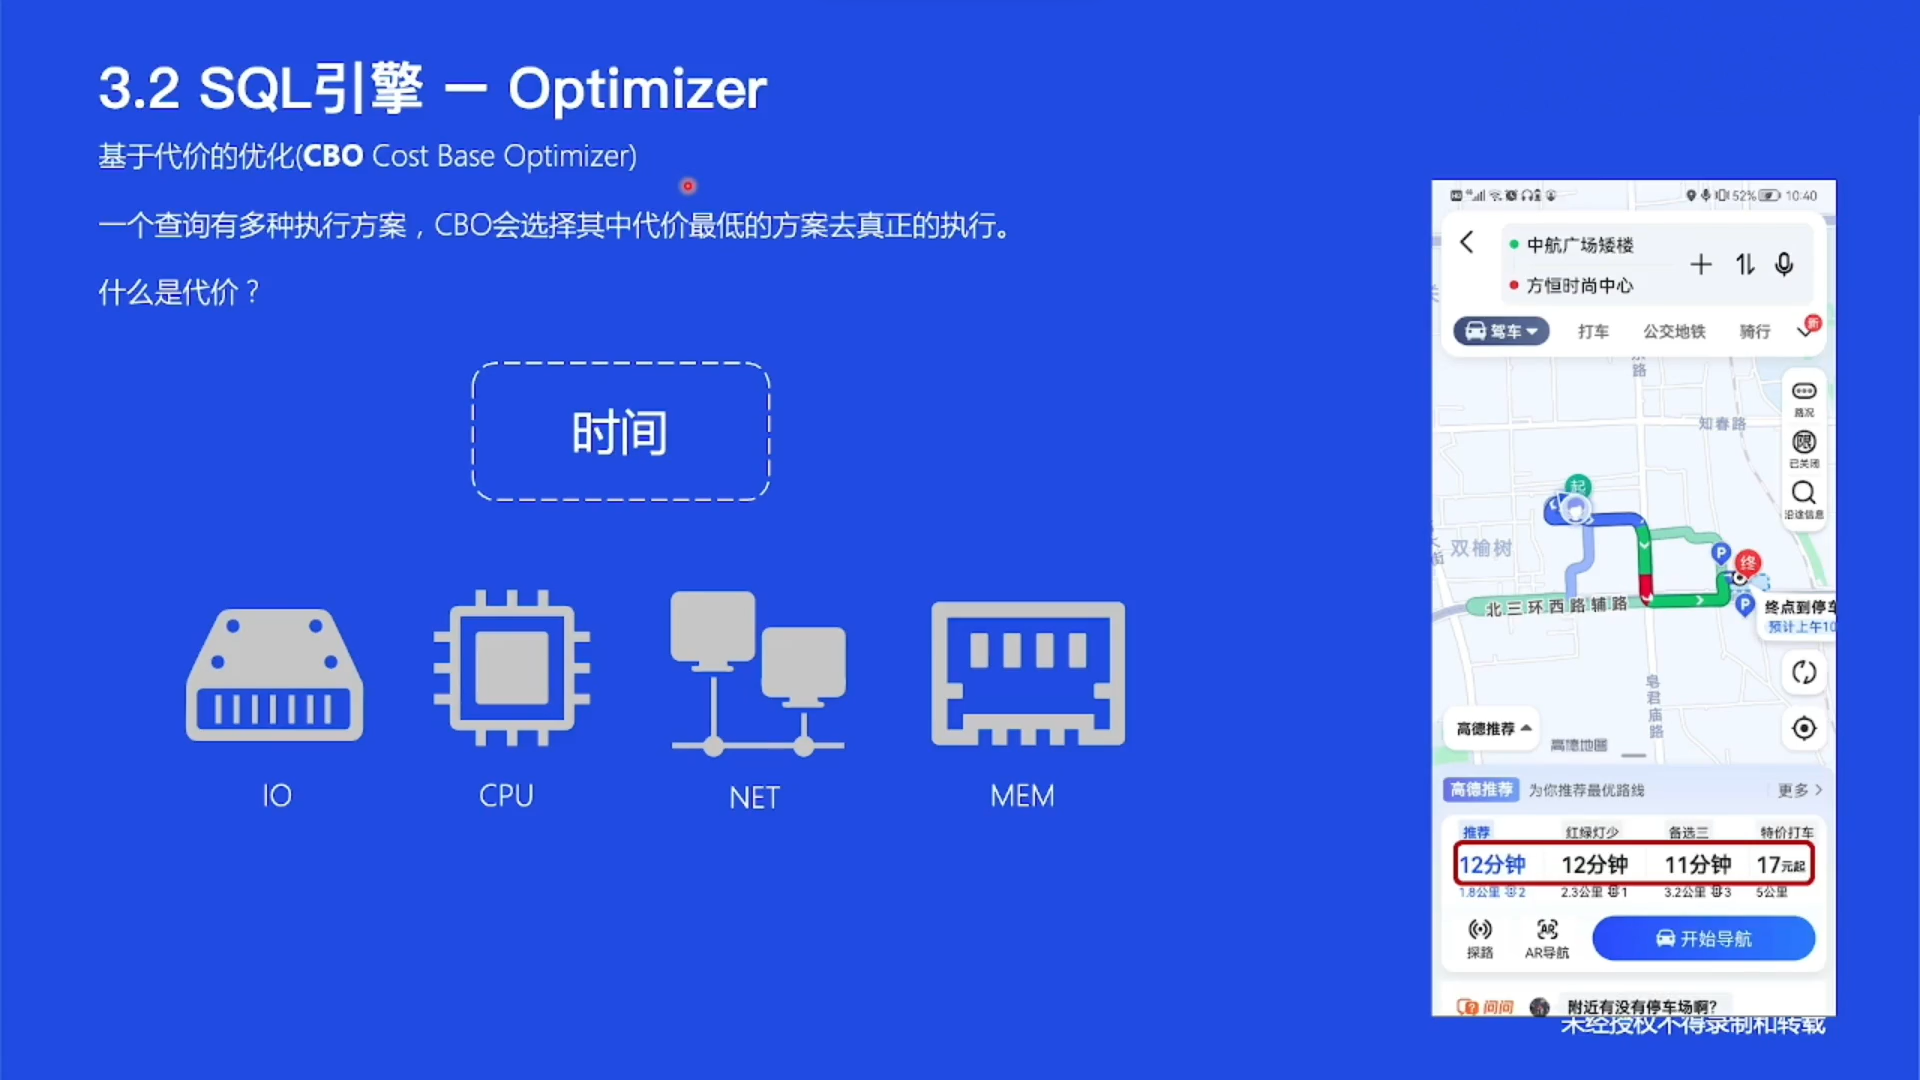 3.2 SQL引擎 — Optimizer
基于代价的优化(CBO Cost Base Optimizer)
一个查询有多种执行方案，CBO会选择其中代价最低的方案去真正的执行。
什么是代价？
时间
IO
CPU
NET
MEM
52% 10:40
中航广场矮楼
方恒时尚中心
驾车 打车 公交地铁 骑行 新
路
路况
知春路
限
已关闭
沿途信息
起
双榆树
P 终
北三环西路辅路
P
终点到停车
预计上午10
皂君庙路
高德推荐
高德地图
高德推荐 为你推荐最优路线 更多
推荐 红绿灯少 备选三 特价打车
12分钟 12分钟 11分钟 17元起
1.8公里 2 2.3公里 1 3.2公里 3 5公里
探路 AR导航 开始导航
问问 附近有没有停车场啊?
未经授权不得录制和转载